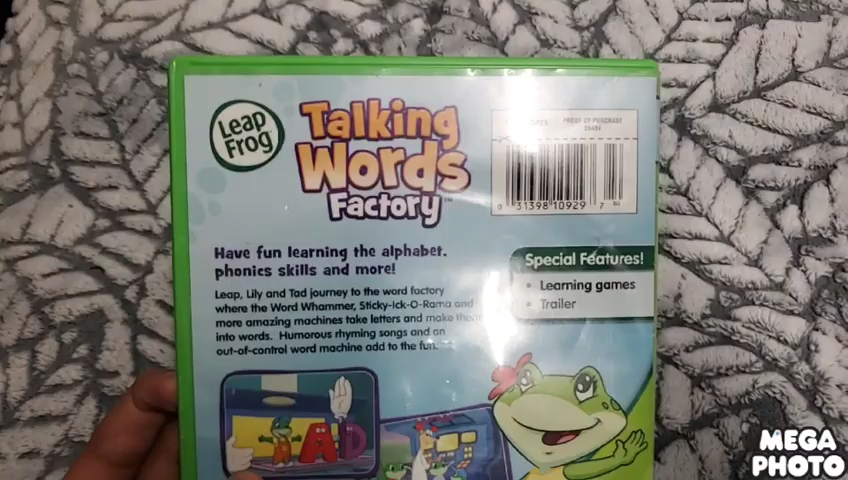 Leap
Frog
Talking
Words
Factory
PROOF OF PURCHASE
0 31398 10929 7
Have fun learning the alphabet,
phonics skills and more!
Special Features!
• Learning games
• Trailer
Leap, Lily and Tad journey to the word factory
where the Word Whammer, Sticky-Ick-O-Rama and
more amazing machines take letters and make them
into words. Humorous rhyming songs and an
out-of-control word machine add to the fun.
A D
MEGA
PHOTO